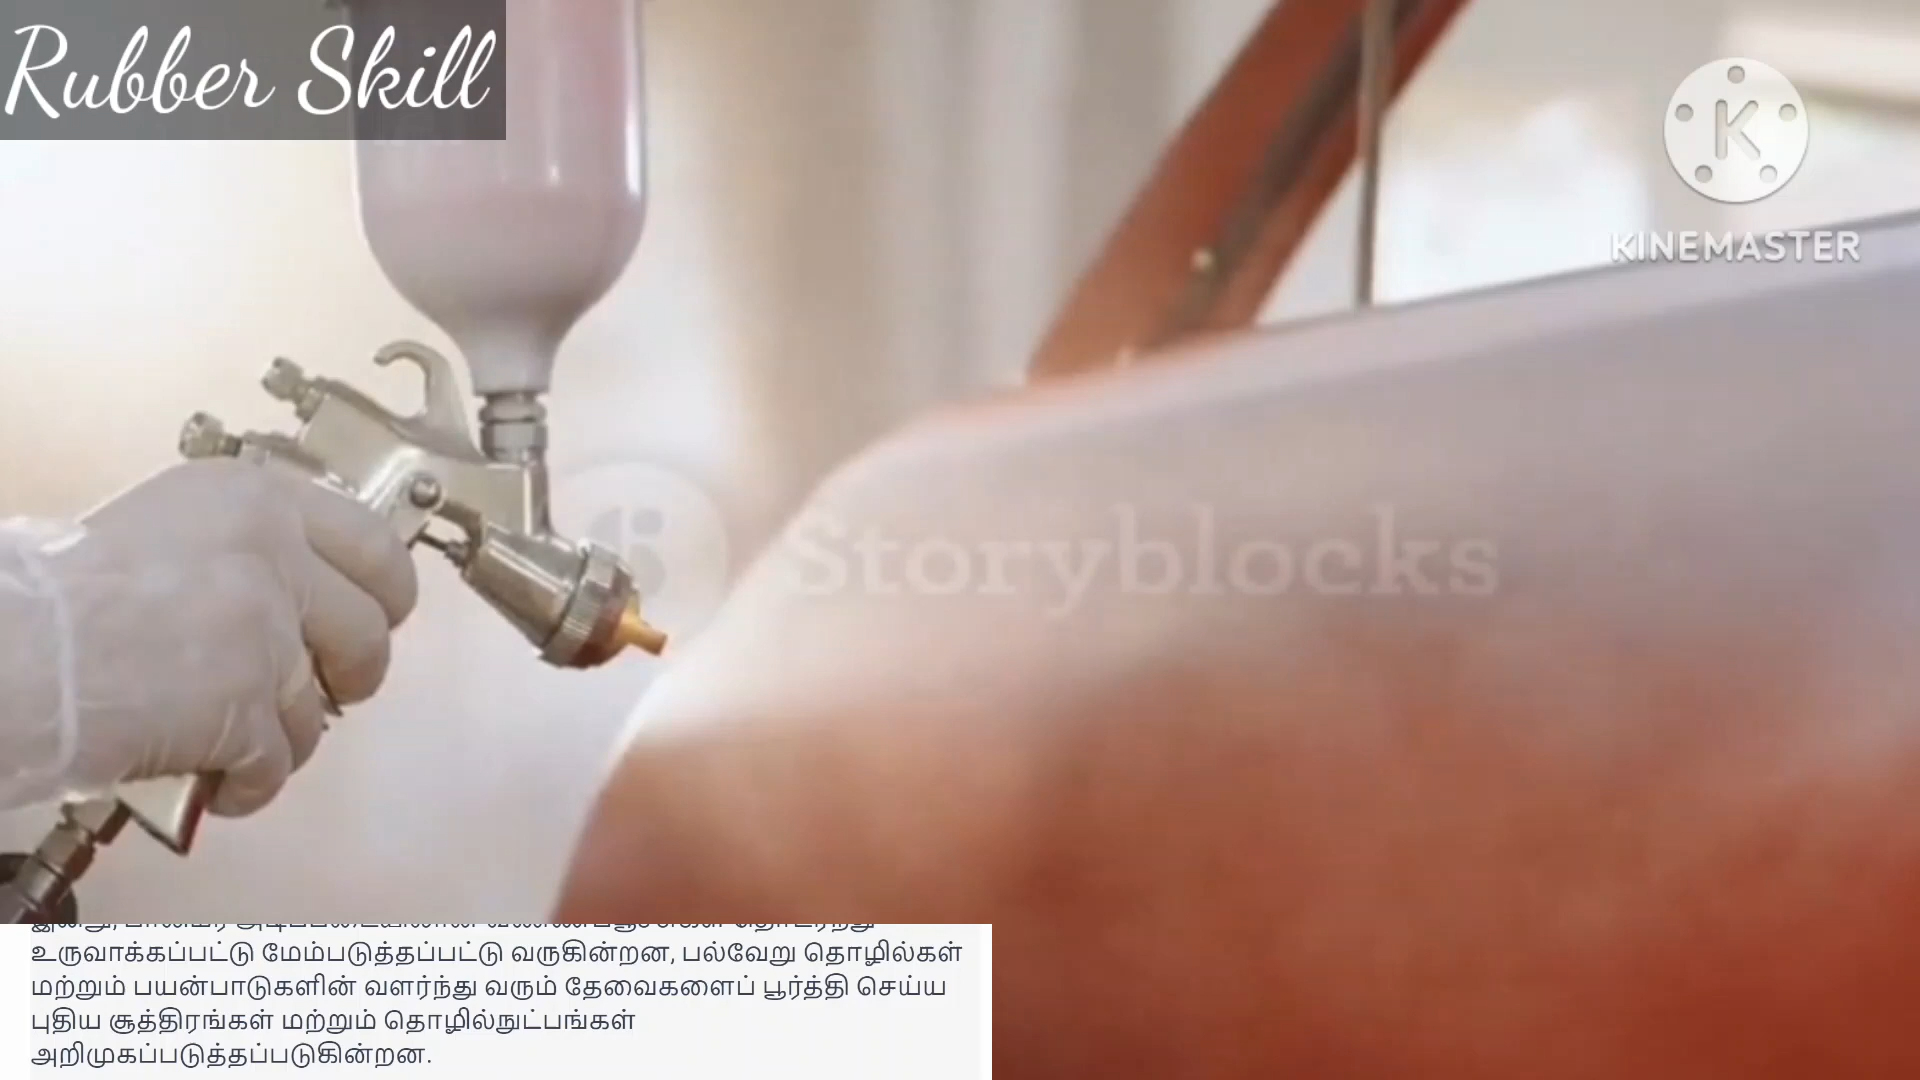 Rubber Skill
K
KINEMASTER
Storyblocks
உருவாக்கப்பட்டு மேம்படுத்தப்பட்டு வருகின்றன, பல்வேறு தொழில்கள்
மற்றும் பயன்பாடுகளின் வளர்ந்து வரும் தேவைகளைப் பூர்த்தி செய்ய
புதிய சூத்திரங்கள் மற்றும் தொழில்நுட்பங்கள்
அறிமுகப்படுத்தப்படுகின்றன.